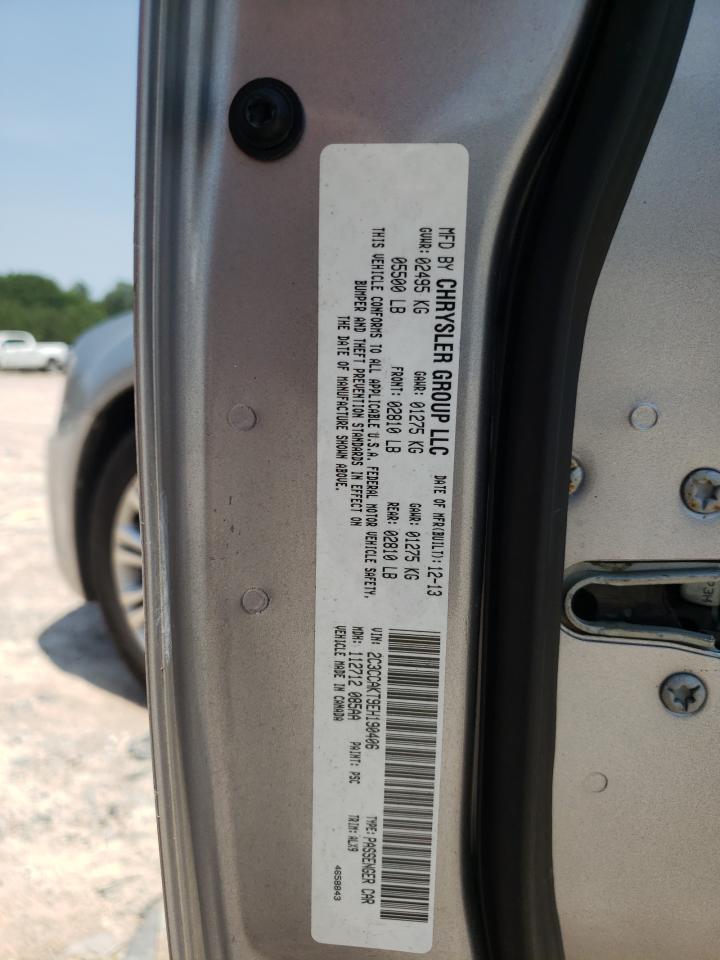 MFD BY CHRYSLER GROUP LLC DATE OF MFR(BUILT): 12-13
GVWR: 02495 KG GAWR: 01275 KG GAWR: 01275 KG
05500 LB FRONT: 02810 LB REAR: 02810 LB
THIS VEHICLE CONFORMS TO ALL APPLICABLE U.S.A. FEDERAL MOTOR VEHICLE SAFETY,
BUMPER AND THEFT PREVENTION STANDARDS IN EFFECT ON
THE DATE OF MANUFACTURE SHOWN ABOVE.
VIN: 2C3CCAKT9EH190406 TYPE: PASSENGER CAR
MDH: 112712 085AA PAINT: PSC TRIM: ALX9
VEHICLE MADE IN CANADA 4658843